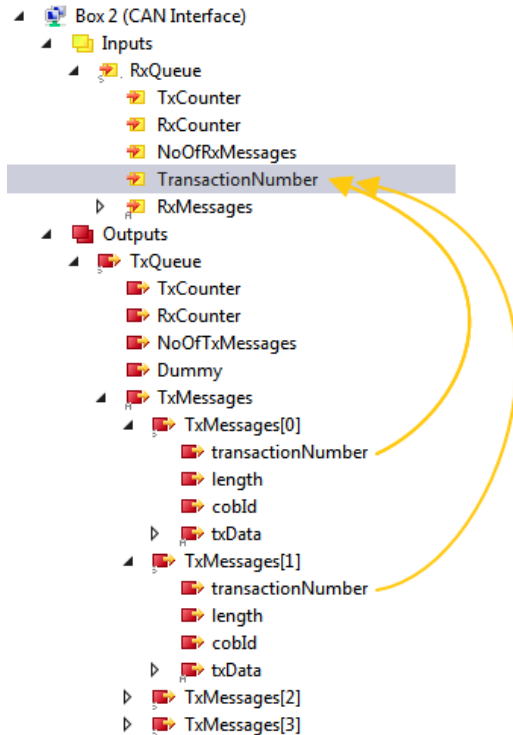 Box 2 (CAN Interface)
Inputs
RxQueue
TxCounter
RxCounter
NoOfRxMessages
TransactionNumber
RxMessages
Outputs
TxQueue
TxCounter
RxCounter
NoOfTxMessages
Dummy
TxMessages
TxMessages[0]
transactionNumber
length
cobId
txData
TxMessages[1]
transactionNumber
length
cobId
txData
TxMessages[2]
TxMessages[3]